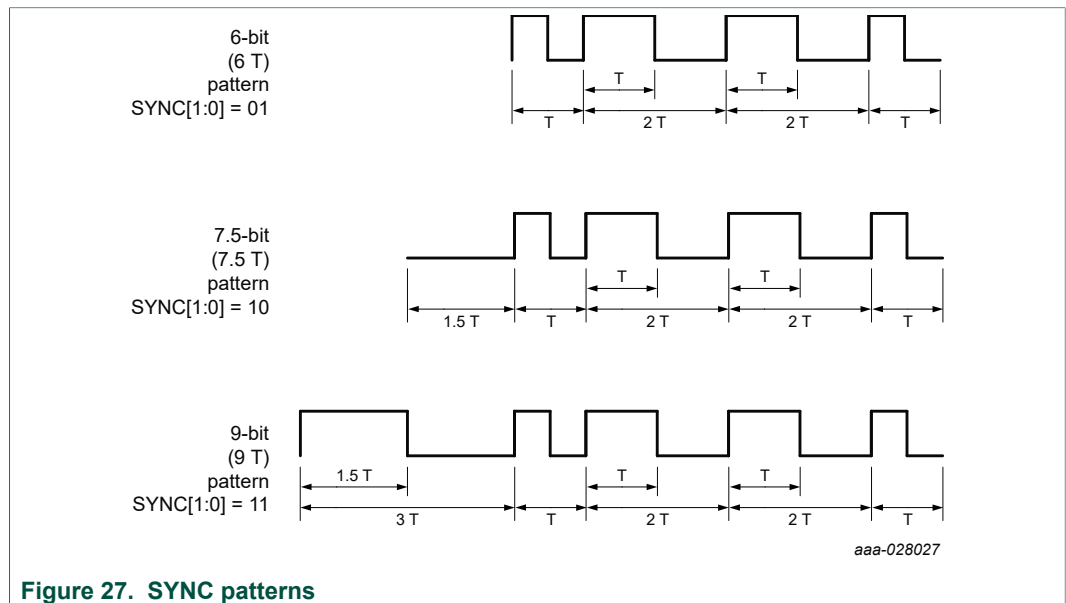 6-bit
(6 T)
pattern
SYNC[1:0] = 01
T T
T 2 T 2 T T
7.5-bit
(7.5 T)
pattern
SYNC[1:0] = 10
T T
1.5 T T 2 T 2 T T
9-bit
(9 T)
pattern
SYNC[1:0] = 11
1.5 T T T
3 T T 2 T 2 T T
aaa-028027
Figure 27. SYNC patterns